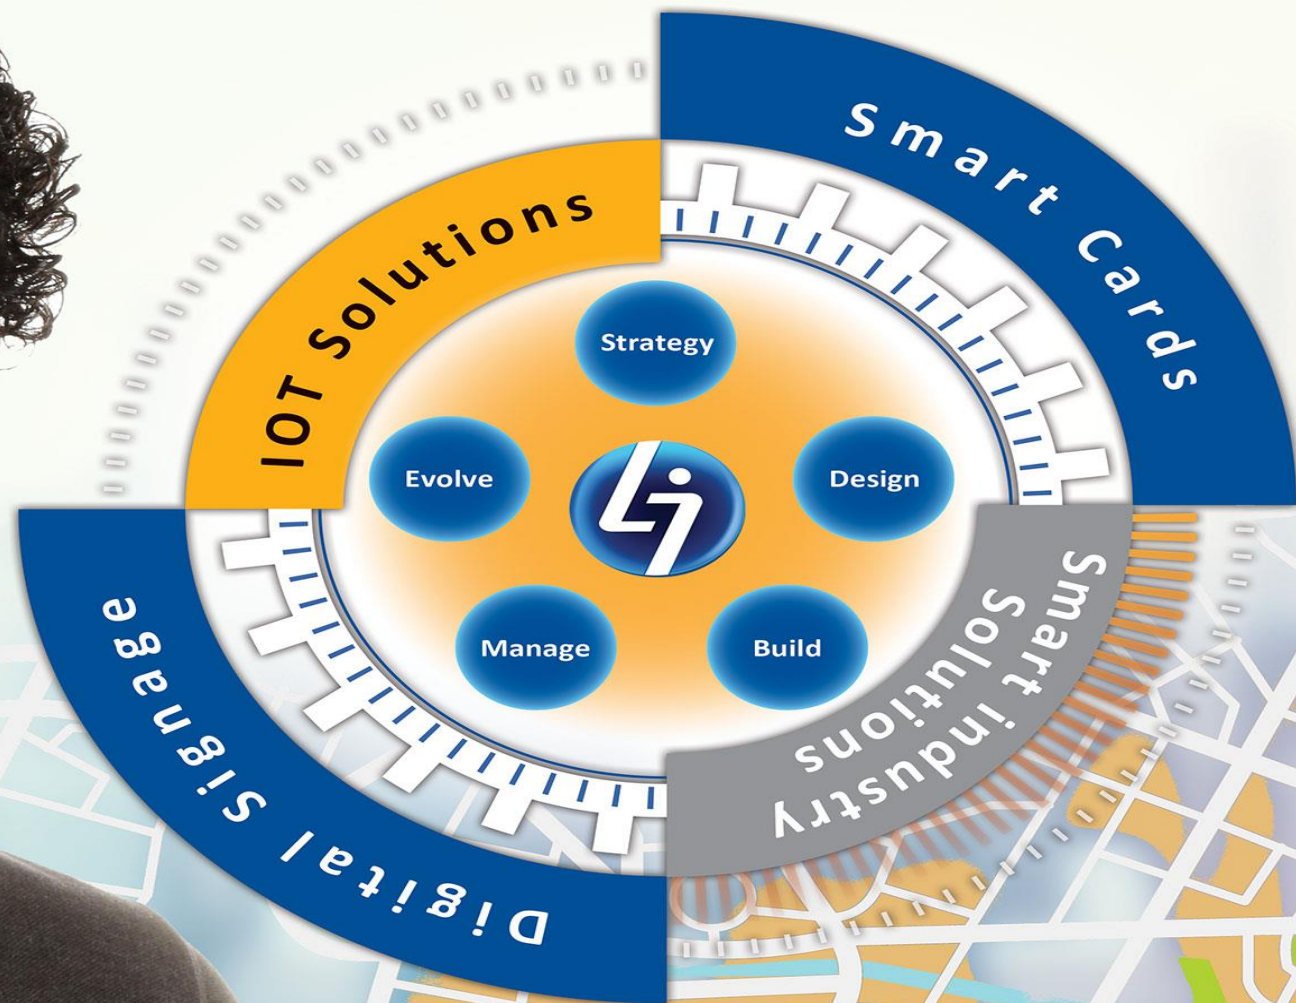 Smart Cards
IOT Solutions
Strategy
Evolve
Design
Manage
Build
Smart industry
Solutions
Digital Signage